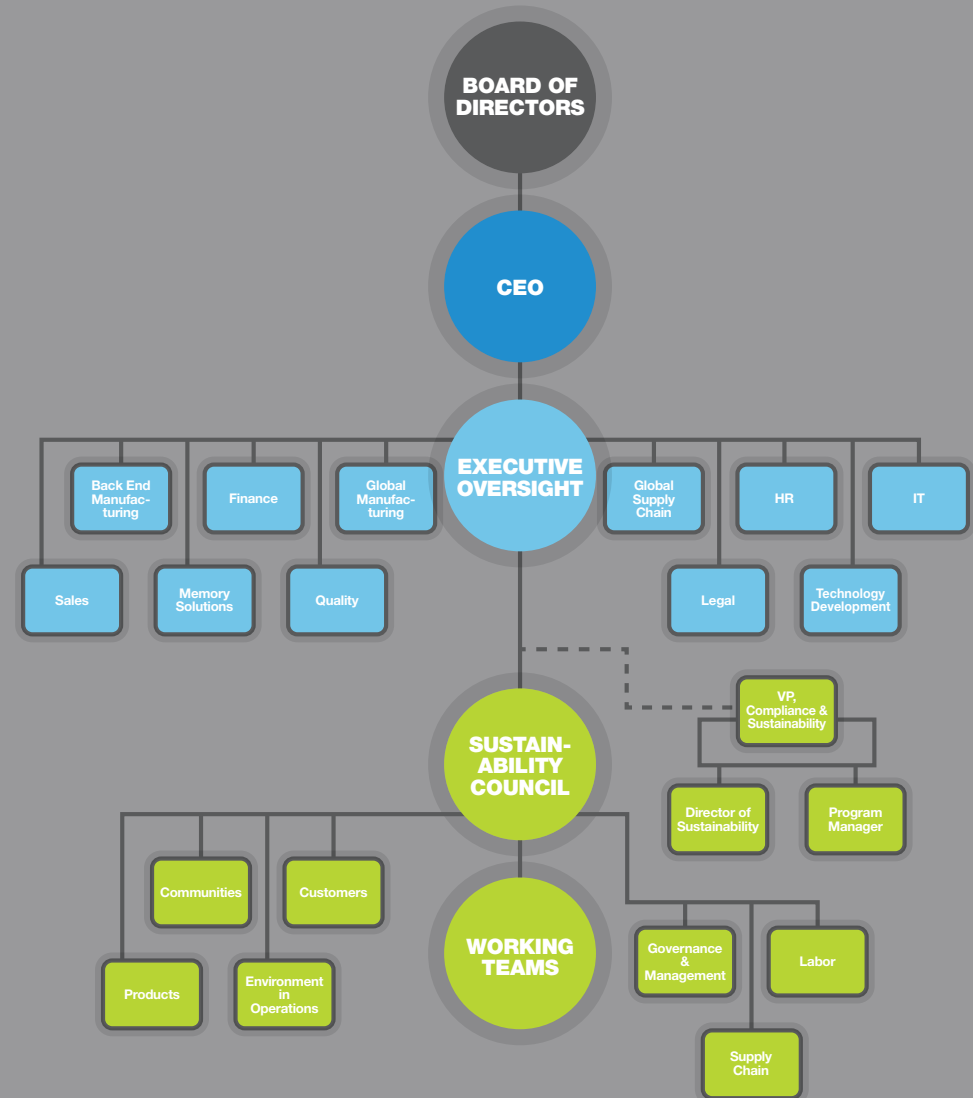 BOARD OF
DIRECTORS
CEO
EXECUTIVE
OVERSIGHT
Back End
Manufac-
turing
Finance
Global
Manufac-
turing
Global
Supply
Chain
HR
IT
Sales
Memory
Solutions
Quality
Legal
Technology
Development
VP,
Compliance &
Sustainability
SUSTAIN-
ABILITY
COUNCIL
Director of
Sustainability
Program
Manager
Communities
Customers
WORKING
TEAMS
Governance
&
Management
Labor
Products
Environment
in
Operations
Supply
Chain